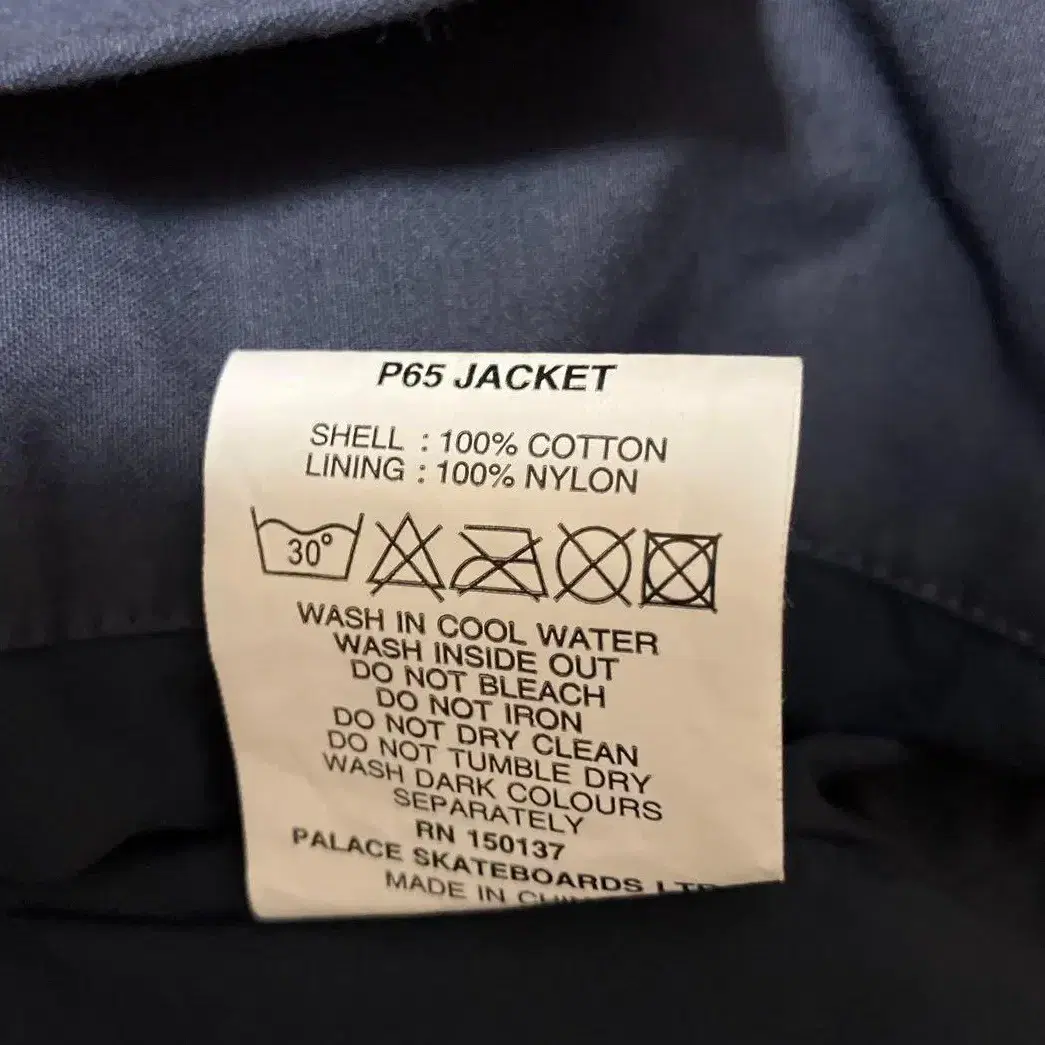 P65 JACKET
SHELL : 100% COTTON
LINING : 100% NYLON
30°
WASH IN COOL WATER
WASH INSIDE OUT
DO NOT BLEACH
DO NOT IRON
DO NOT DRY CLEAN
DO NOT TUMBLE DRY
WASH DARK COLOURS
SEPARATELY
RN 150137
PALACE SKATEBOARDS
MADE IN